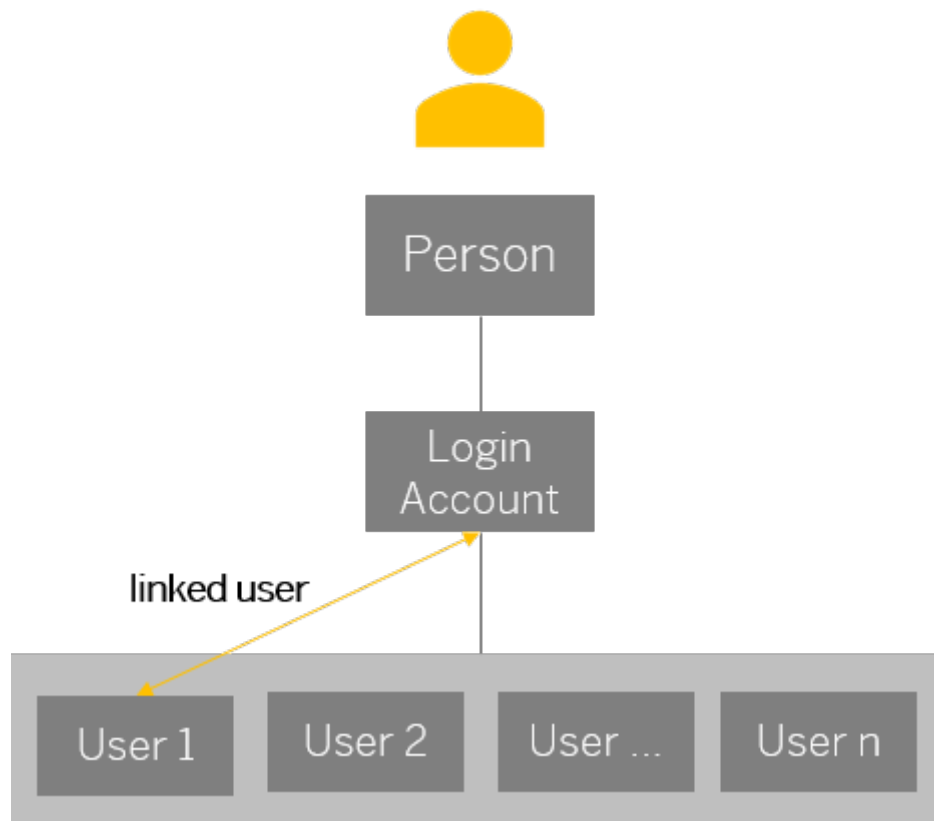 Person
Login
Account
linked user
User 1
User 2
User ...
User n